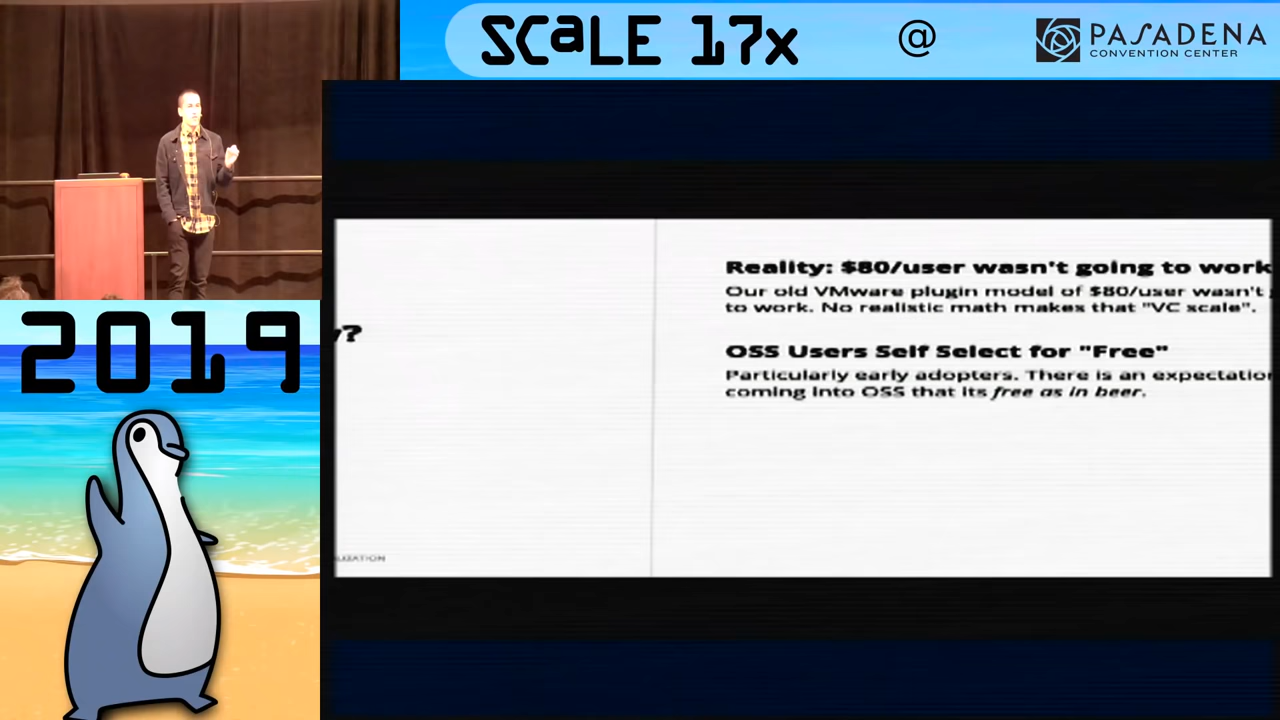 SCaLE 17x @ PASADENA
CONVENTION CENTER
2019
Reality: $80/user wasn't going to work
Our old VMware plugin model of $80/user wasn't
to work. No realistic math makes that "VC scale".
OSS Users Self Select for "Free"
Particularly early adopters. There is an expectation
coming into OSS that its free as in beer.